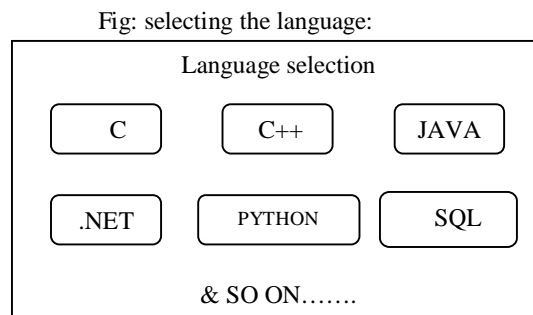 Fig: selecting the language:
Language selection
C C++ JAVA
.NET PYTHON SQL
& SO ON…….